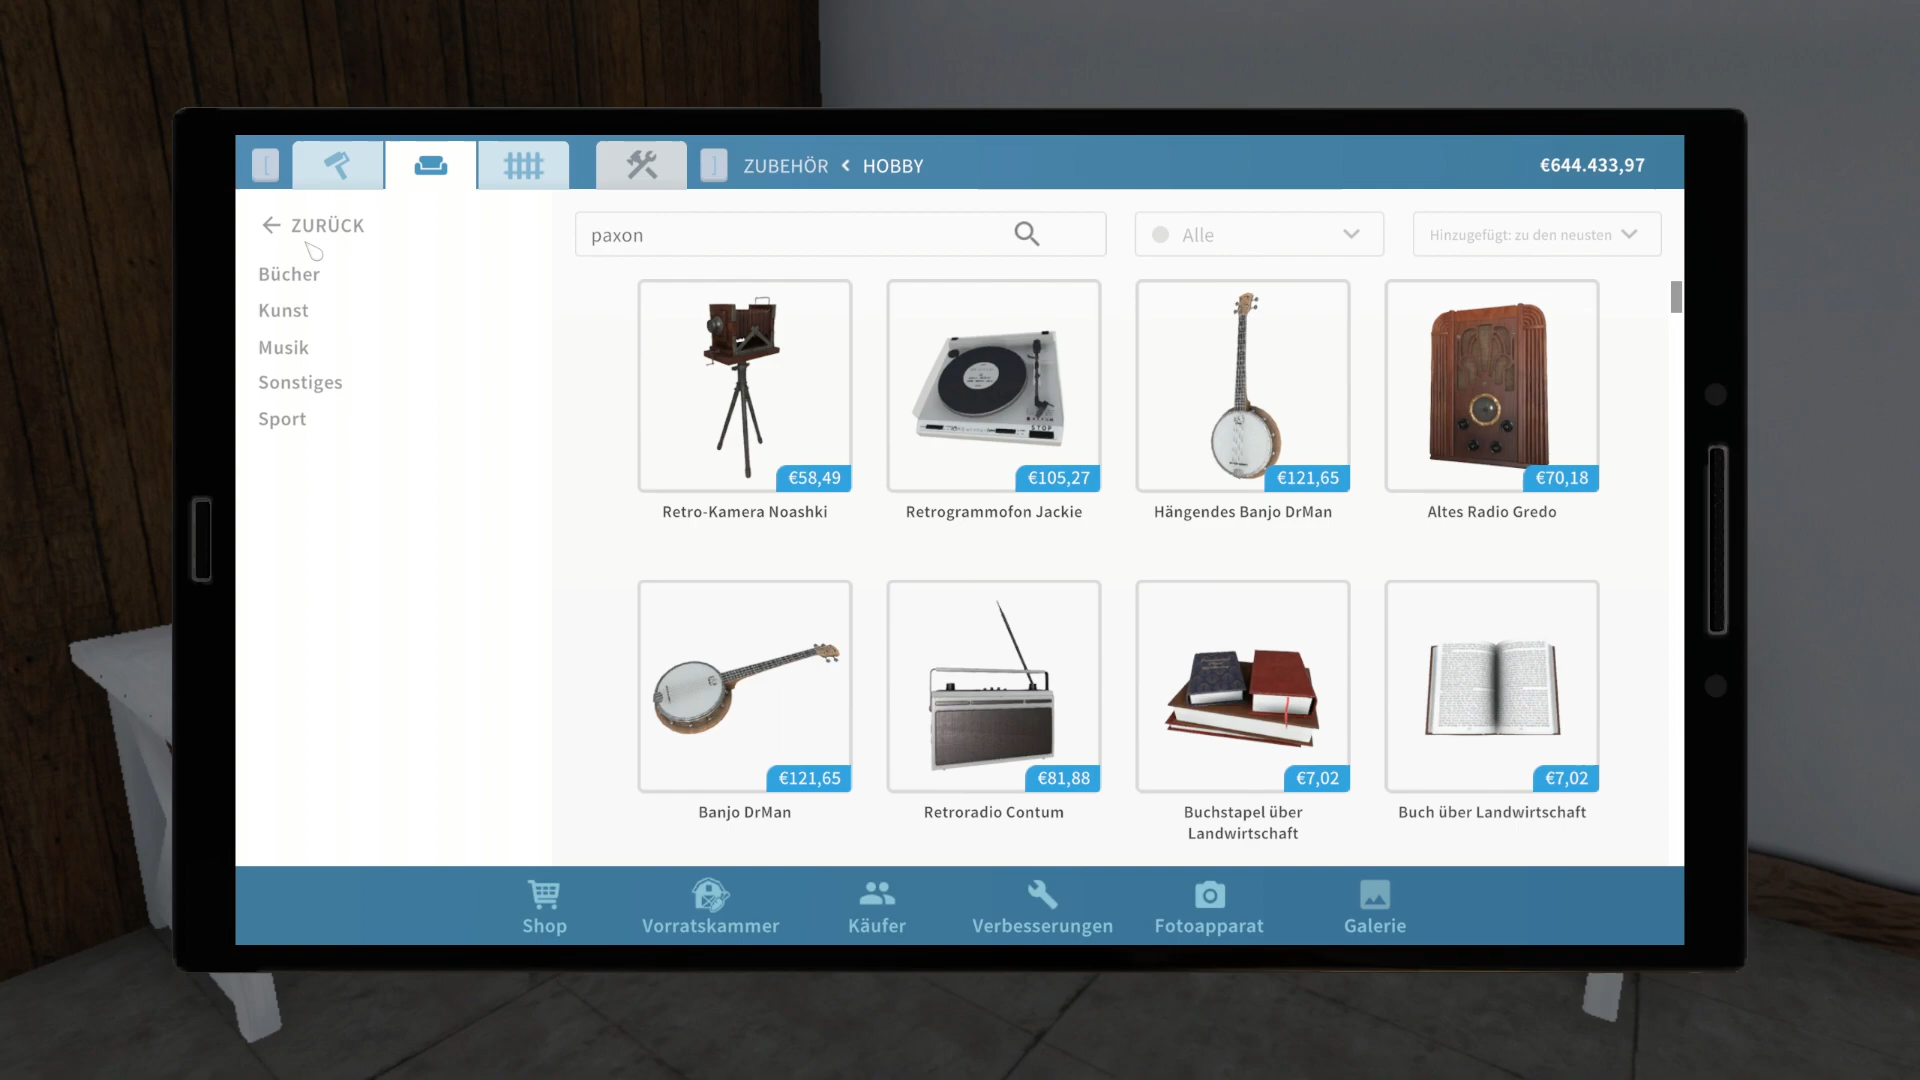 [
]
ZUBEHÖR < HOBBY
€644.433,97
ZURÜCK
Bücher
Kunst
Musik
Sonstiges
Sport
paxon
Alle
Hinzugefügt: zu den neusten
€58,49
Retro-Kamera Noashki
STOP
€105,27
Retrogrammofon Jackie
€121,65
Hängendes Banjo DrMan
€70,18
Altes Radio Gredo
€121,65
Banjo DrMan
€81,88
Retroradio Contum
€7,02
Buchstapel über
Landwirtschaft
€7,02
Buch über Landwirtschaft
Shop
Vorratskammer
Käufer
Verbesserungen
Fotoapparat
Galerie